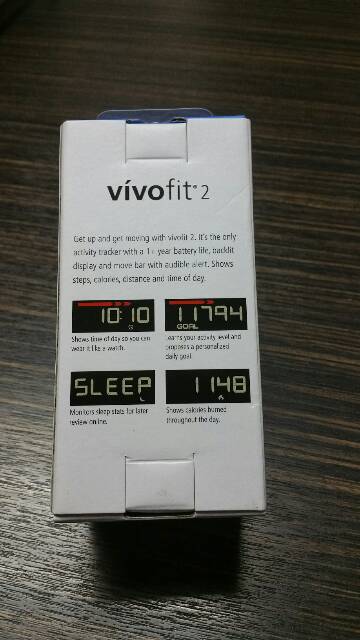 vívofit® 2
Get up and get moving with vívofit 2. It's the only
activity tracker with a 1+ year battery life, backlit
display and move bar with audible alert. Shows
steps, calories, distance and time of day.
10:10
11794
GOAL
Shows time of day so you can
wear it like a watch.
Learns your activity level and
proposes a personalized
daily goal.
SLEEP
1148
Monitors sleep stats for later
review online.
Shows calories burned
throughout the day.